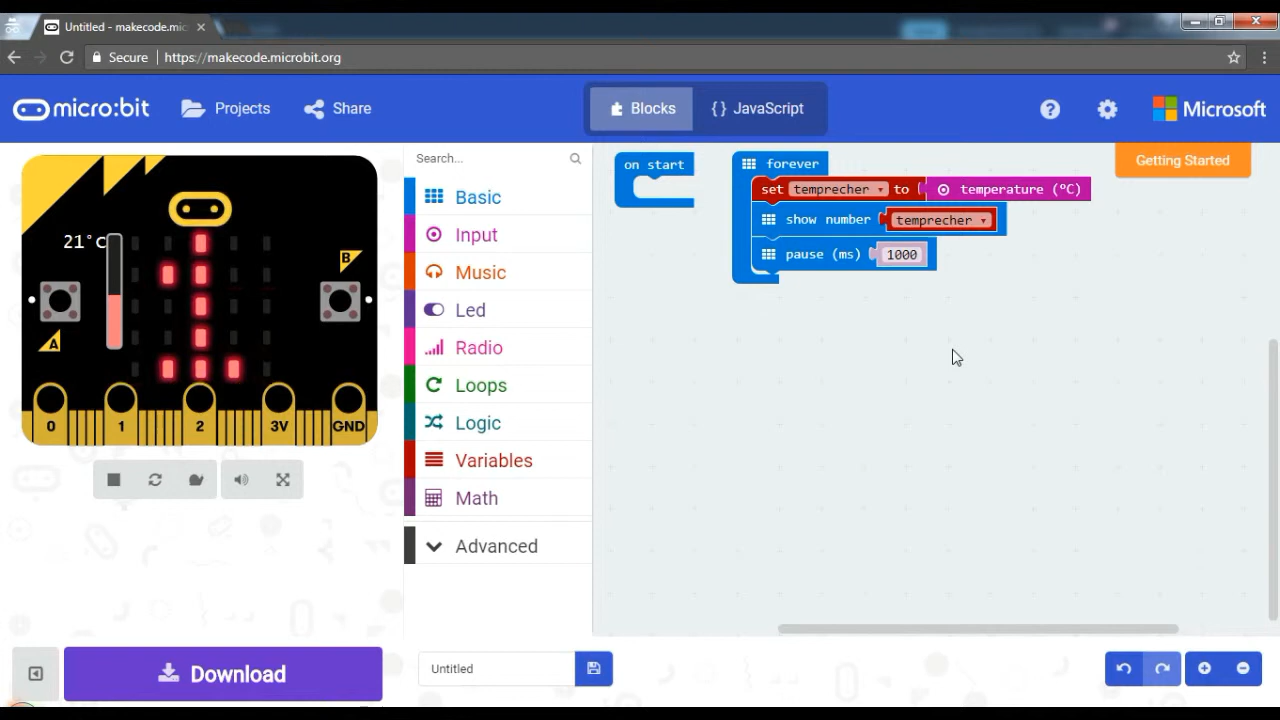 Untitled - makecode.mic
Secure
https://makecode.microbit.org
micro:bit
Projects
Share
Blocks
{} JavaScript
?
Microsoft
Search...
on start
forever
Getting Started
set temprecher to temperature (ºC)
show number temprecher
pause (ms) 1000
21°C
B
A
0
1
2
3V
GND
Basic
Input
Music
Led
Radio
Loops
Logic
Variables
Math
Advanced
Download
Untitled